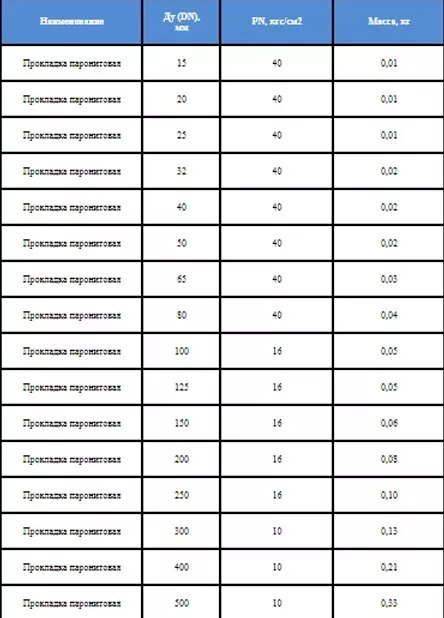 Наименование Ду (DN), мм PN, кгс/см2 Масса, кг
Прокладка паронитовая 15 40 0,01
Прокладка паронитовая 20 40 0,01
Прокладка паронитовая 25 40 0,01
Прокладка паронитовая 32 40 0,02
Прокладка паронитовая 40 40 0,02
Прокладка паронитовая 50 40 0,02
Прокладка паронитовая 65 40 0,03
Прокладка паронитовая 80 40 0,04
Прокладка паронитовая 100 16 0,05
Прокладка паронитовая 125 16 0,05
Прокладка паронитовая 150 16 0,06
Прокладка паронитовая 200 16 0,08
Прокладка паронитовая 250 16 0,10
Прокладка паронитовая 300 10 0,13
Прокладка паронитовая 400 10 0,21
Прокладка паронитовая 500 10 0,33